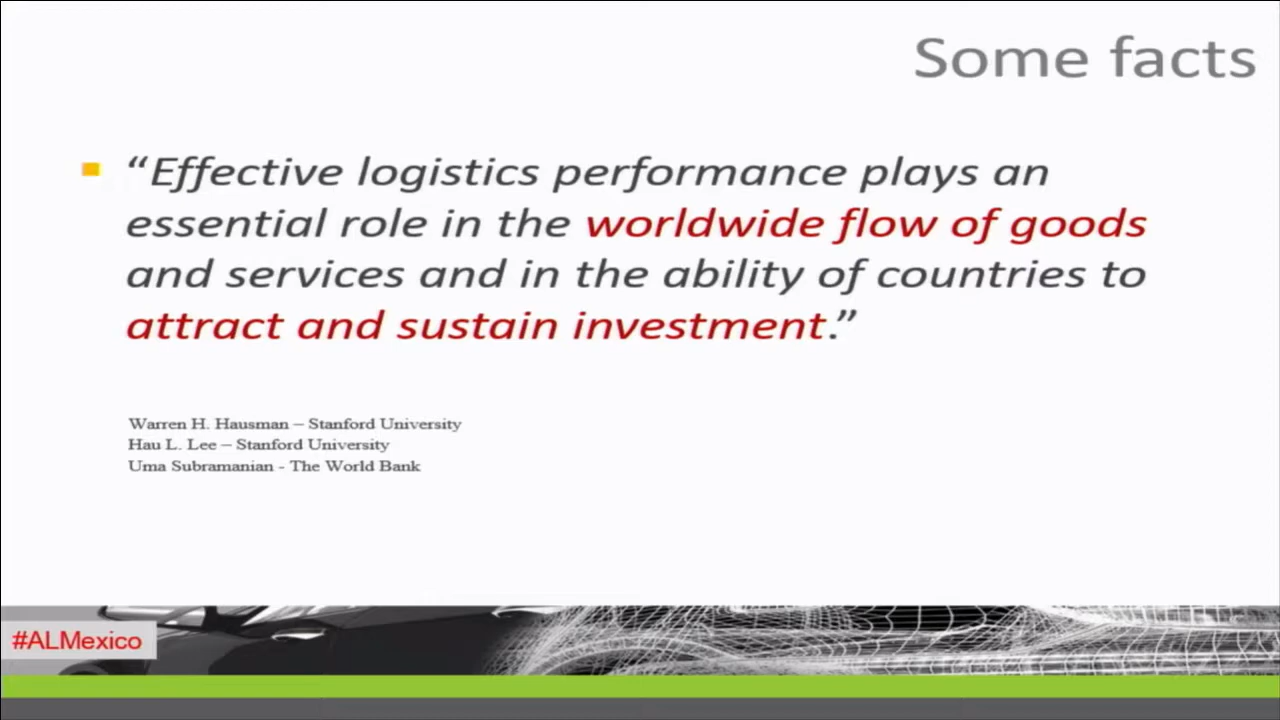 Some facts
“Effective logistics performance plays an
essential role in the worldwide flow of goods
and services and in the ability of countries to
attract and sustain investment.”
Warren H. Hausman – Stanford University
Hau L. Lee – Stanford University
Uma Subramanian - The World Bank
#ALMexico